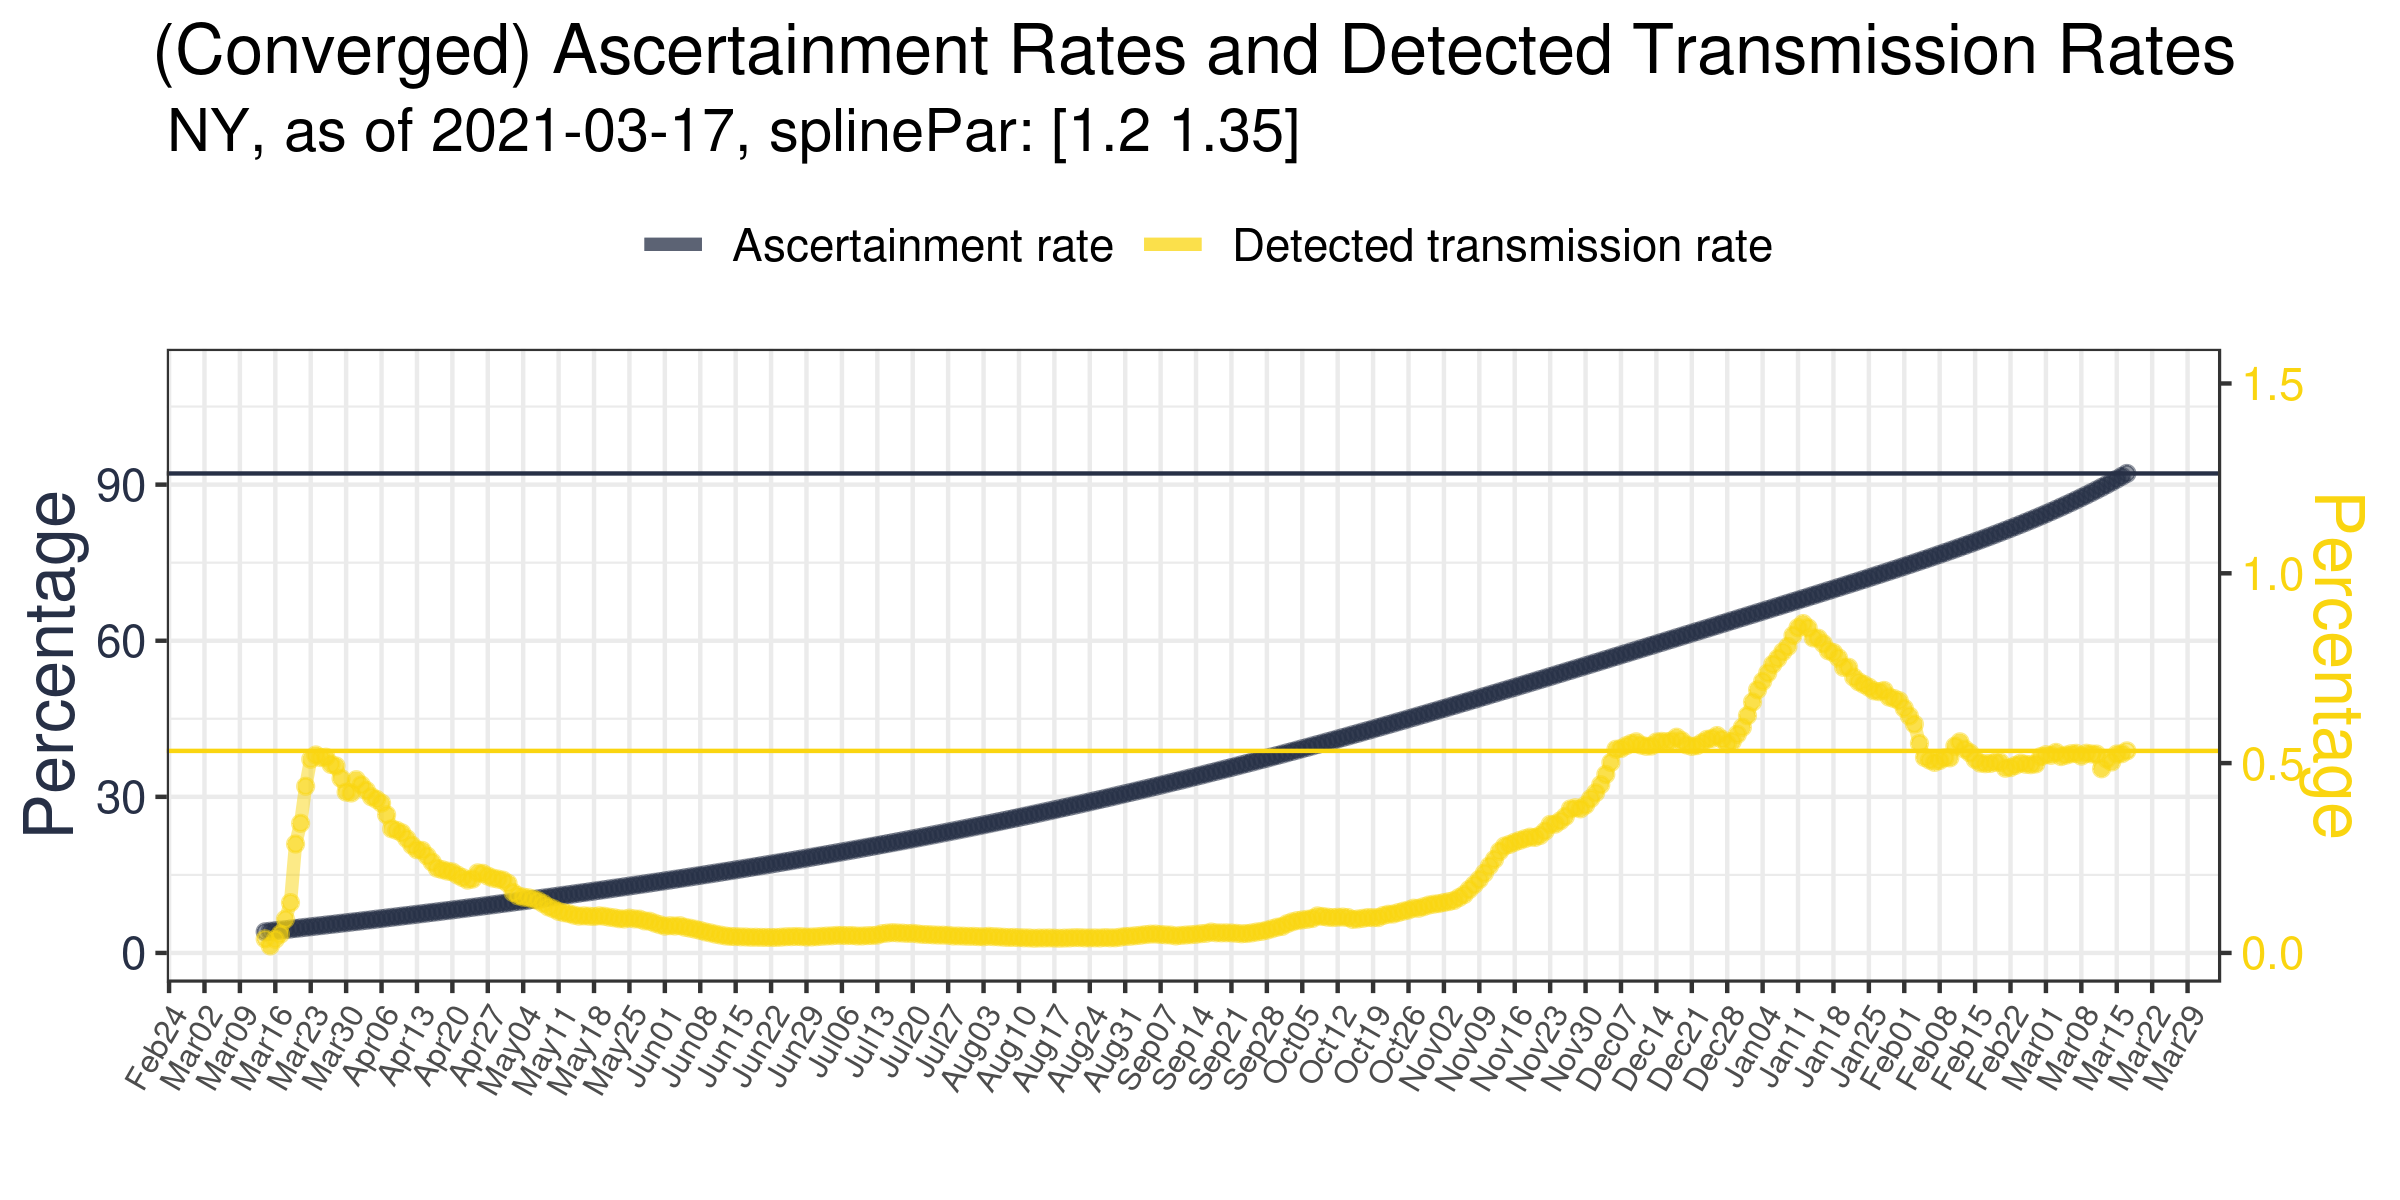 (Converged) Ascertainment Rates and Detected Transmission Rates
NY, as of 2021-03-17, splinePar: [1.2 1.35]
Ascertainment rate
Detected transmission rate
Percentage
90
60
30
0
1.5
1.0
0.5
0.0
Percentage
Feb24
Mar02
Mar09
Mar16
Mar23
Mar30
Apr06
Apr13
Apr20
Apr27
May04
May11
May18
May25
Jun01
Jun08
Jun15
Jun22
Jun29
Jul06
Jul13
Jul20
Jul27
Aug03
Aug10
Aug17
Aug24
Aug31
Sep07
Sep14
Sep21
Sep28
Oct05
Oct12
Oct19
Oct26
Nov02
Nov09
Nov16
Nov23
Nov30
Dec07
Dec14
Dec21
Dec28
Jan04
Jan11
Jan18
Jan25
Feb01
Feb08
Feb15
Feb22
Mar01
Mar08
Mar15
Mar22
Mar29